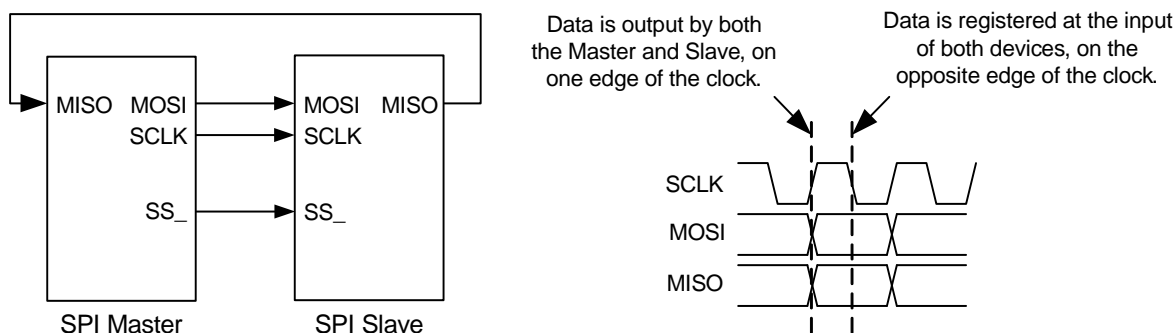 Data is output by both
the Master and Slave, on
one edge of the clock.
Data is registered at the input
of both devices, on the
opposite edge of the clock.
MISO MOSI
SCLK
SS_
MOSI MISO
SCLK
SS_
SPI Master
SPI Slave
SCLK
MOSI
MISO